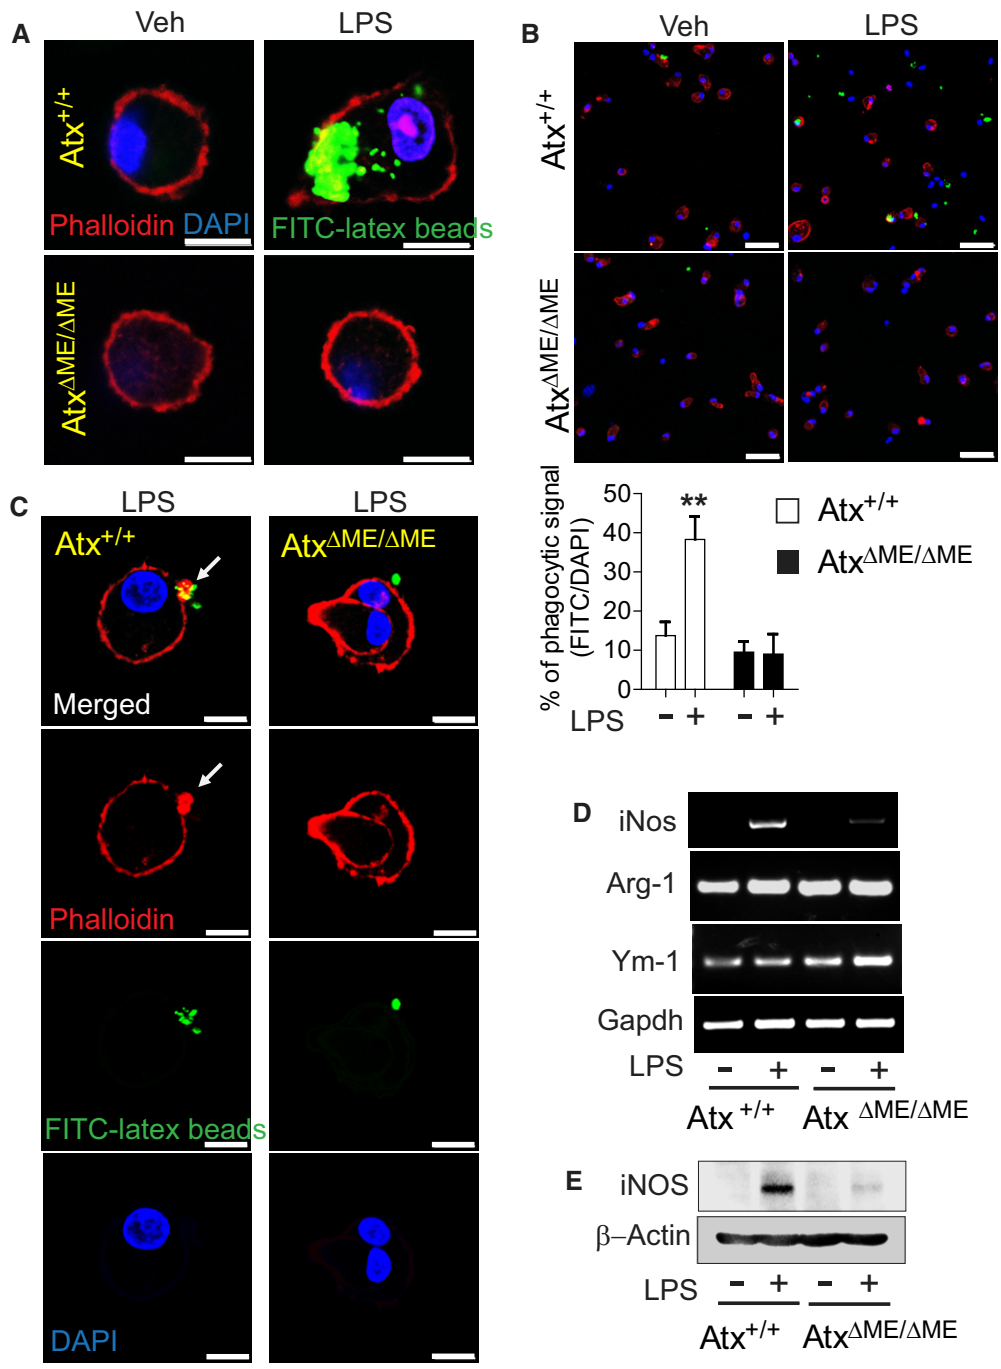 A
Veh
LPS
Atx+/+
Phalloidin DAPI
FITC-latex beads
AtxΔME/ΔME
B
Veh
LPS
Atx+/+
AtxΔME/ΔME
% of phagocytic signal
(FITC/DAPI)
50
40
30
20
10
0
**
Atx+/+
AtxΔME/ΔME
LPS - + - +
C
LPS
LPS
Atx+/+
AtxΔME/ΔME
Merged
Phalloidin
FITC-latex beads
DAPI
D
iNos
Arg-1
Ym-1
Gapdh
LPS - + - +
Atx +/+ Atx ΔME/ΔME
E
iNOS
β–Actin
LPS - + - +
Atx+/+ AtxΔME/ΔME